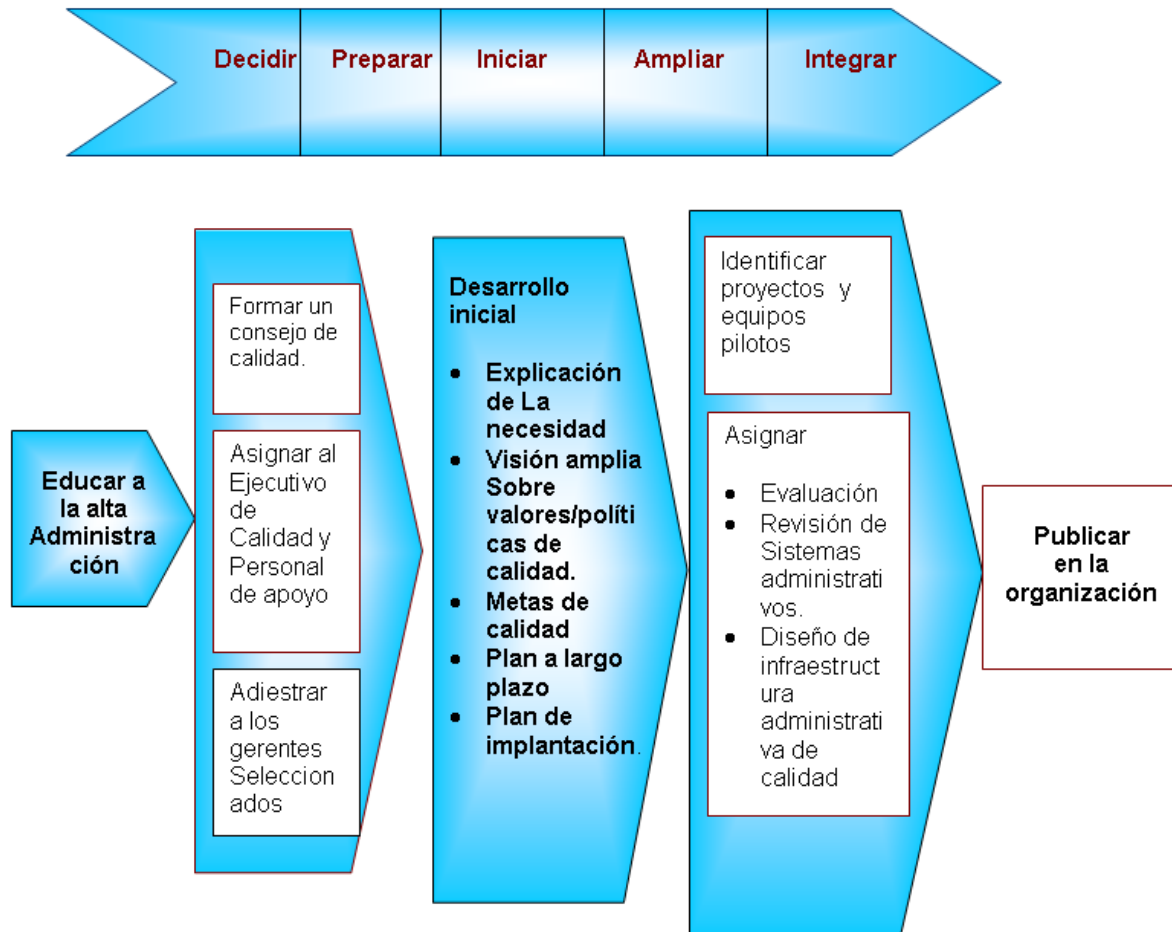 Decidir
Preparar
Iniciar
Ampliar
Integrar
Educar a
la alta
Administra
ción
Formar un
consejo de
calidad.
Asignar al
Ejecutivo
de
Calidad y
Personal
de apoyo
Adiestrar
a los
gerentes
Seleccion
ados
Desarrollo
inicial
• Explicación
de La
necesidad
• Visión amplia
Sobre
valores/políti
cas de
calidad.
• Metas de
calidad
• Plan a largo
plazo
• Plan de
implantación.
Identificar
proyectos y
equipos
pilotos
Asignar
• Evaluación
• Revisión de
Sistemas
administrati
vos.
• Diseño de
infraestruct
ura
administrati
va de
calidad
Publicar
en la
organización